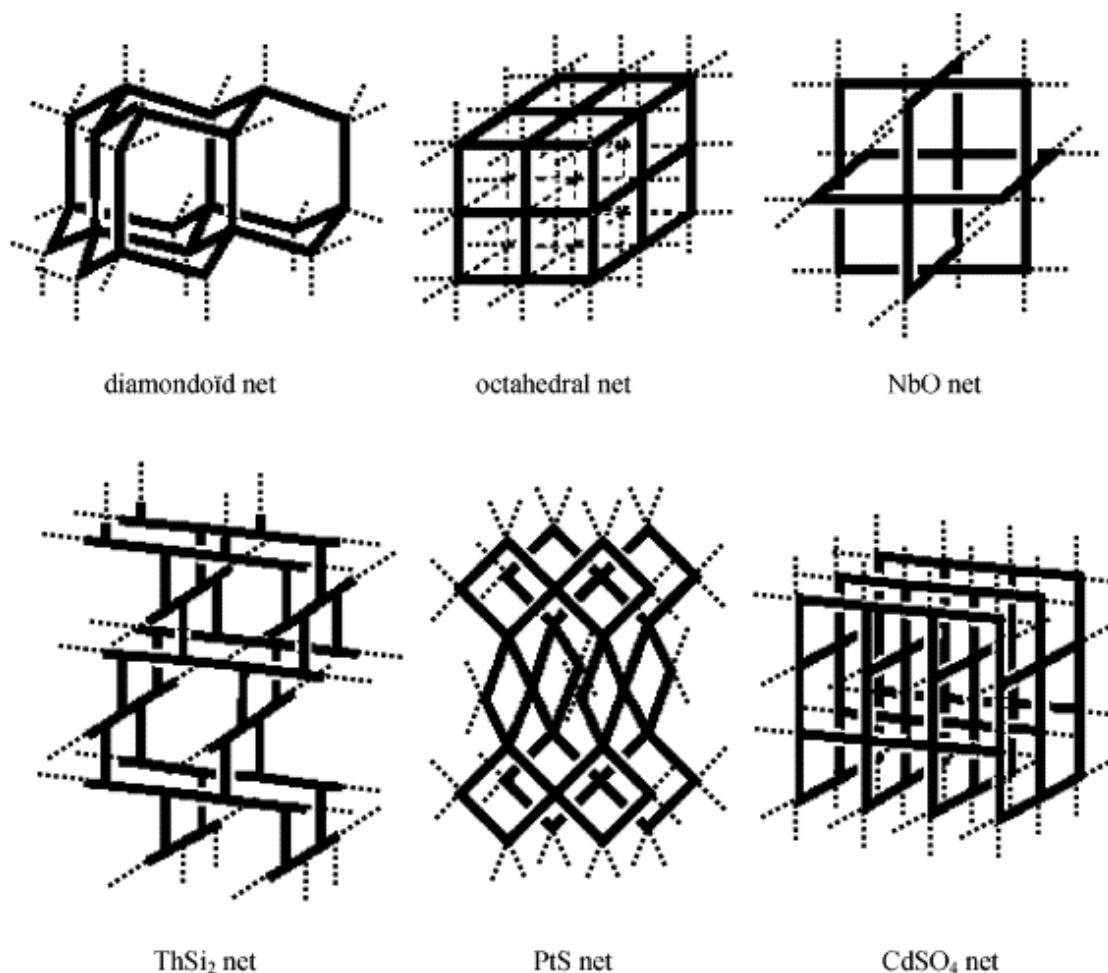 diamondoïd net
octahedral net
NbO net
ThSi₂ net
PtS net
CdSO₄ net